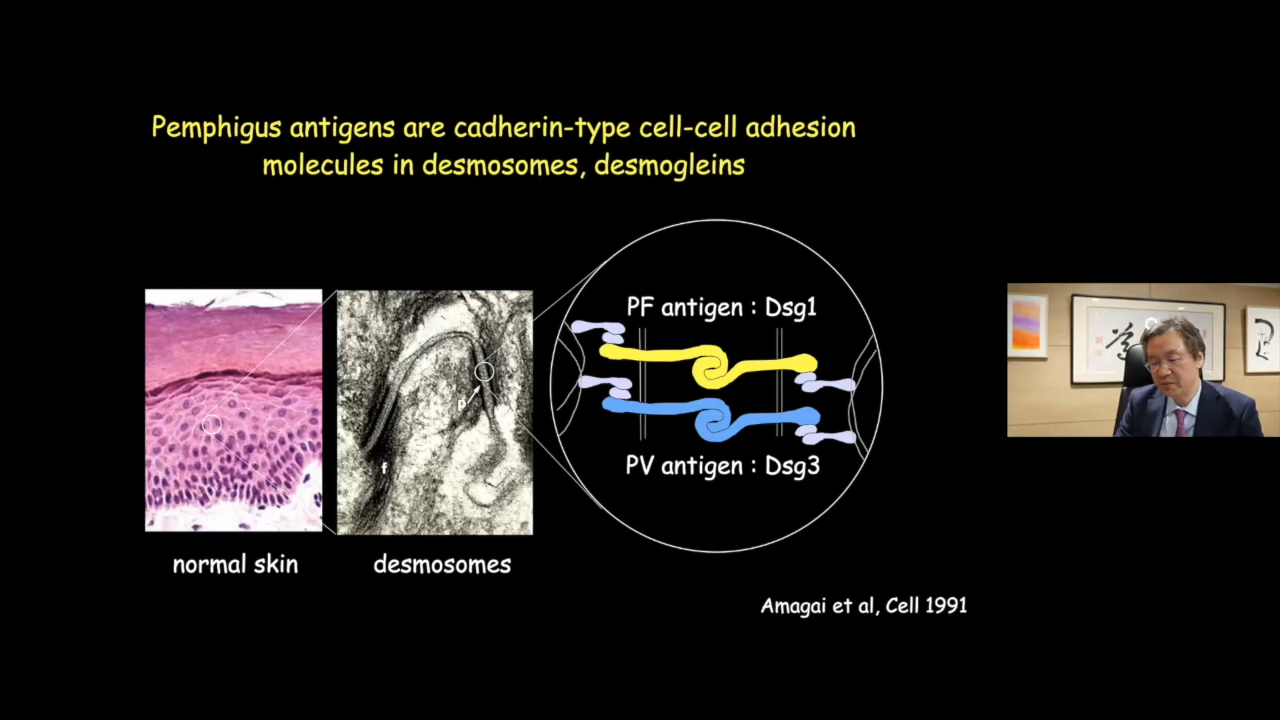 Pemphigus antigens are cadherin-type cell-cell adhesion
molecules in desmosomes, desmogleins
PF antigen : Dsg1
f
PV antigen : Dsg3
normal skin
desmosomes
Amagai et al, Cell 1991